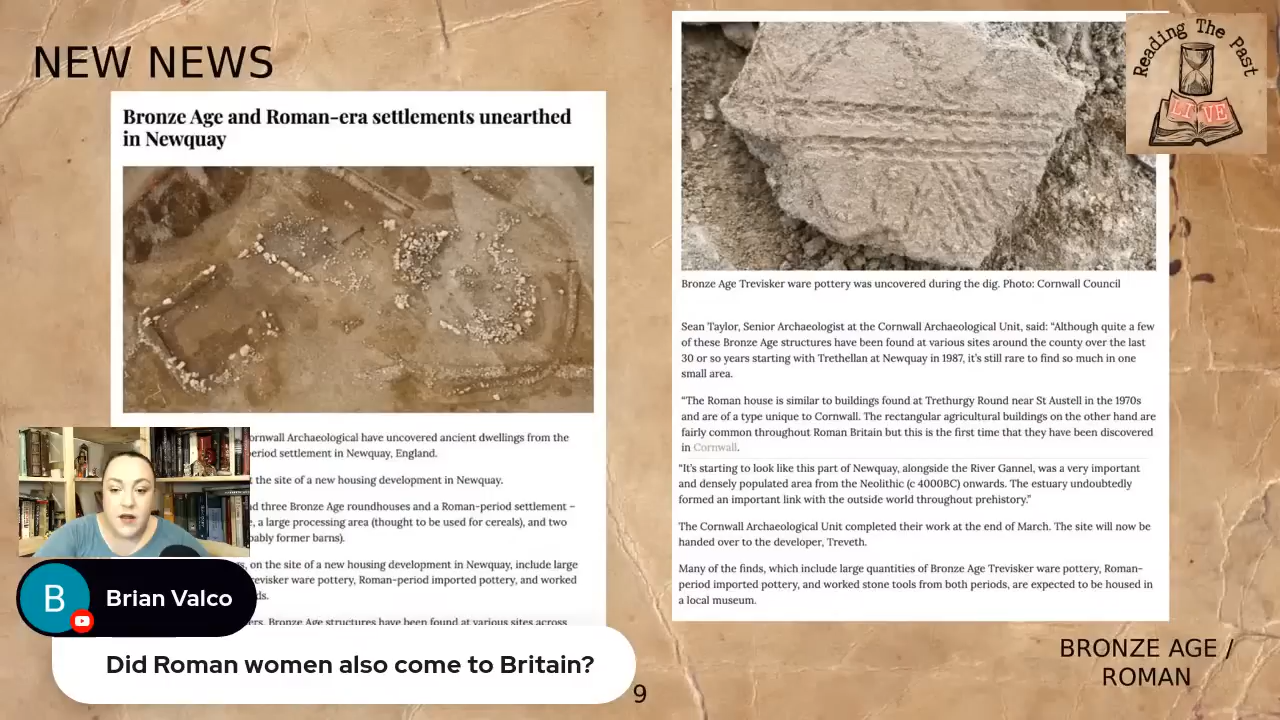 NEW NEWS
Bronze Age and Roman-era settlements unearthed
in Newquay
ornwall Archaeological have uncovered ancient dwellings from the
eriod settlement in Newquay, England.
the site of a new housing development in Newquay.
d three Bronze Age roundhouses and a Roman-period settlement –
, a large processing area (thought to be used for cereals), and two
bably former barns).
s, on the site of a new housing development in Newquay, include large
revisker ware pottery, Roman-period imported pottery, and worked
ds.
ers, Bronze Age structures have been found at various sites across
Brian Valco
Did Roman women also come to Britain?
9
Bronze Age Trevisker ware pottery was uncovered during the dig. Photo: Cornwall Council
Sean Taylor, Senior Archaeologist at the Cornwall Archaeological Unit, said: “Although quite a few
of these Bronze Age structures have been found at various sites around the county over the last
30 or so years starting with Trethellan at Newquay in 1987, it’s still rare to find so much in one
small area.
“The Roman house is similar to buildings found at Trethurgy Round near St Austell in the 1970s
and are of a type unique to Cornwall. The rectangular agricultural buildings on the other hand are
fairly common throughout Roman Britain but this is the first time that they have been discovered
in Cornwall.
“It’s starting to look like this part of Newquay, alongside the River Gannel, was a very important
and densely populated area from the Neolithic (c 4000BC) onwards. The estuary undoubtedly
formed an important link with the outside world throughout prehistory.”
The Cornwall Archaeological Unit completed their work at the end of March. The site will now be
handed over to the developer, Treveth.
Many of the finds, which include large quantities of Bronze Age Trevisker ware pottery, Roman-
period imported pottery, and worked stone tools from both periods, are expected to be housed in
a local museum.
Reading The Past
LIVE
BRONZE AGE /
ROMAN
B